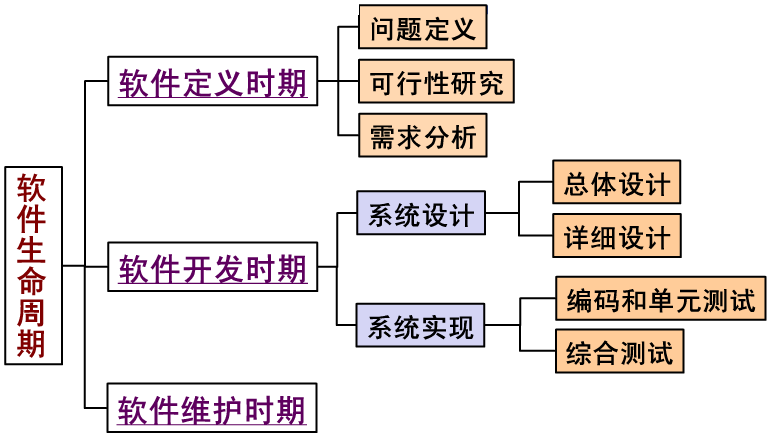 软件生命周期
软件定义时期
问题定义
可行性研究
需求分析
软件开发时期
系统设计
总体设计
详细设计
系统实现
编码和单元测试
综合测试
软件维护时期